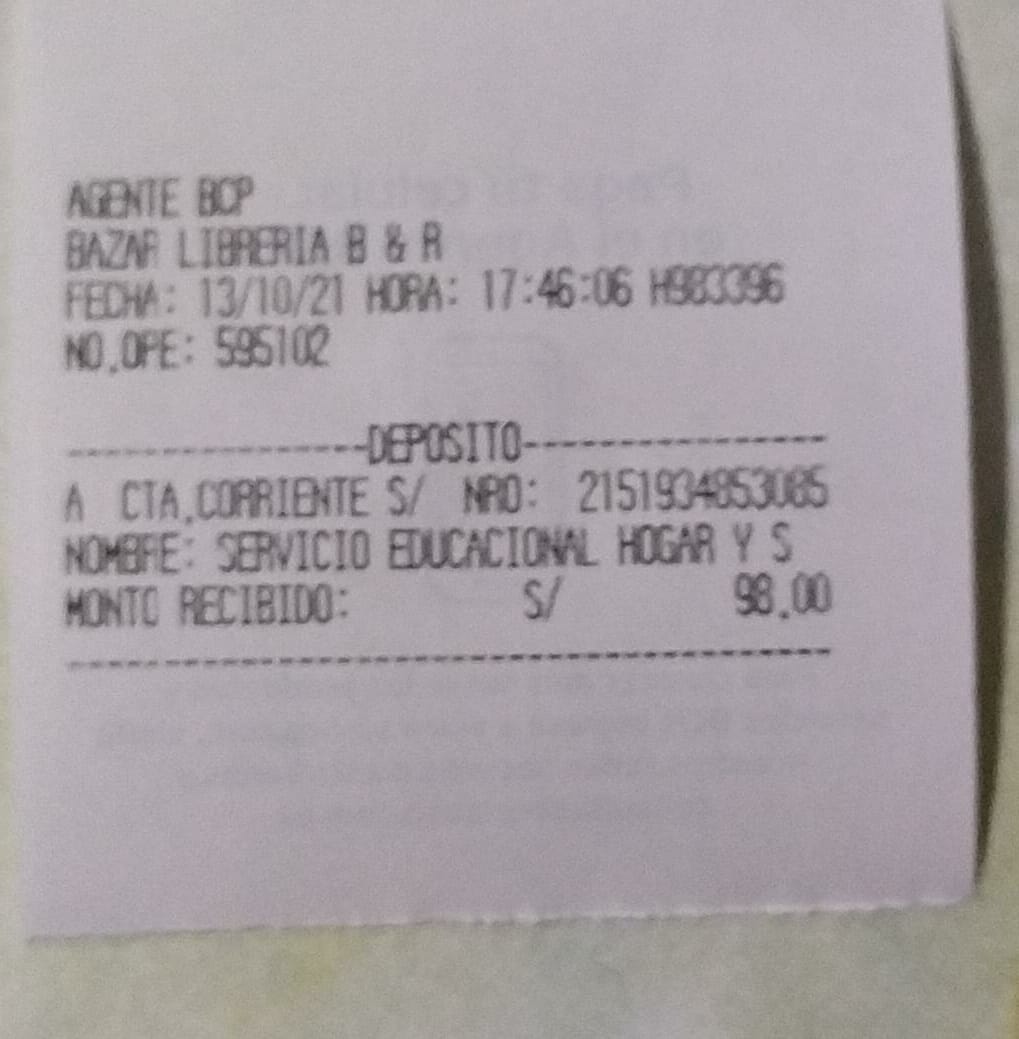 AGENTE BCP
BAZAR LIBRERIA B & R
FECHA: 13/10/21 HORA: 17:46:06 H983396
NO.OPE: 595102
----------------DEPOSITO----------------
A CTA.CORRIENTE S/ NRO: 2151934853085
NOMBRE: SERVICIO EDUCACIONAL HOGAR Y S
MONTO RECIBIDO: S/ 98.00